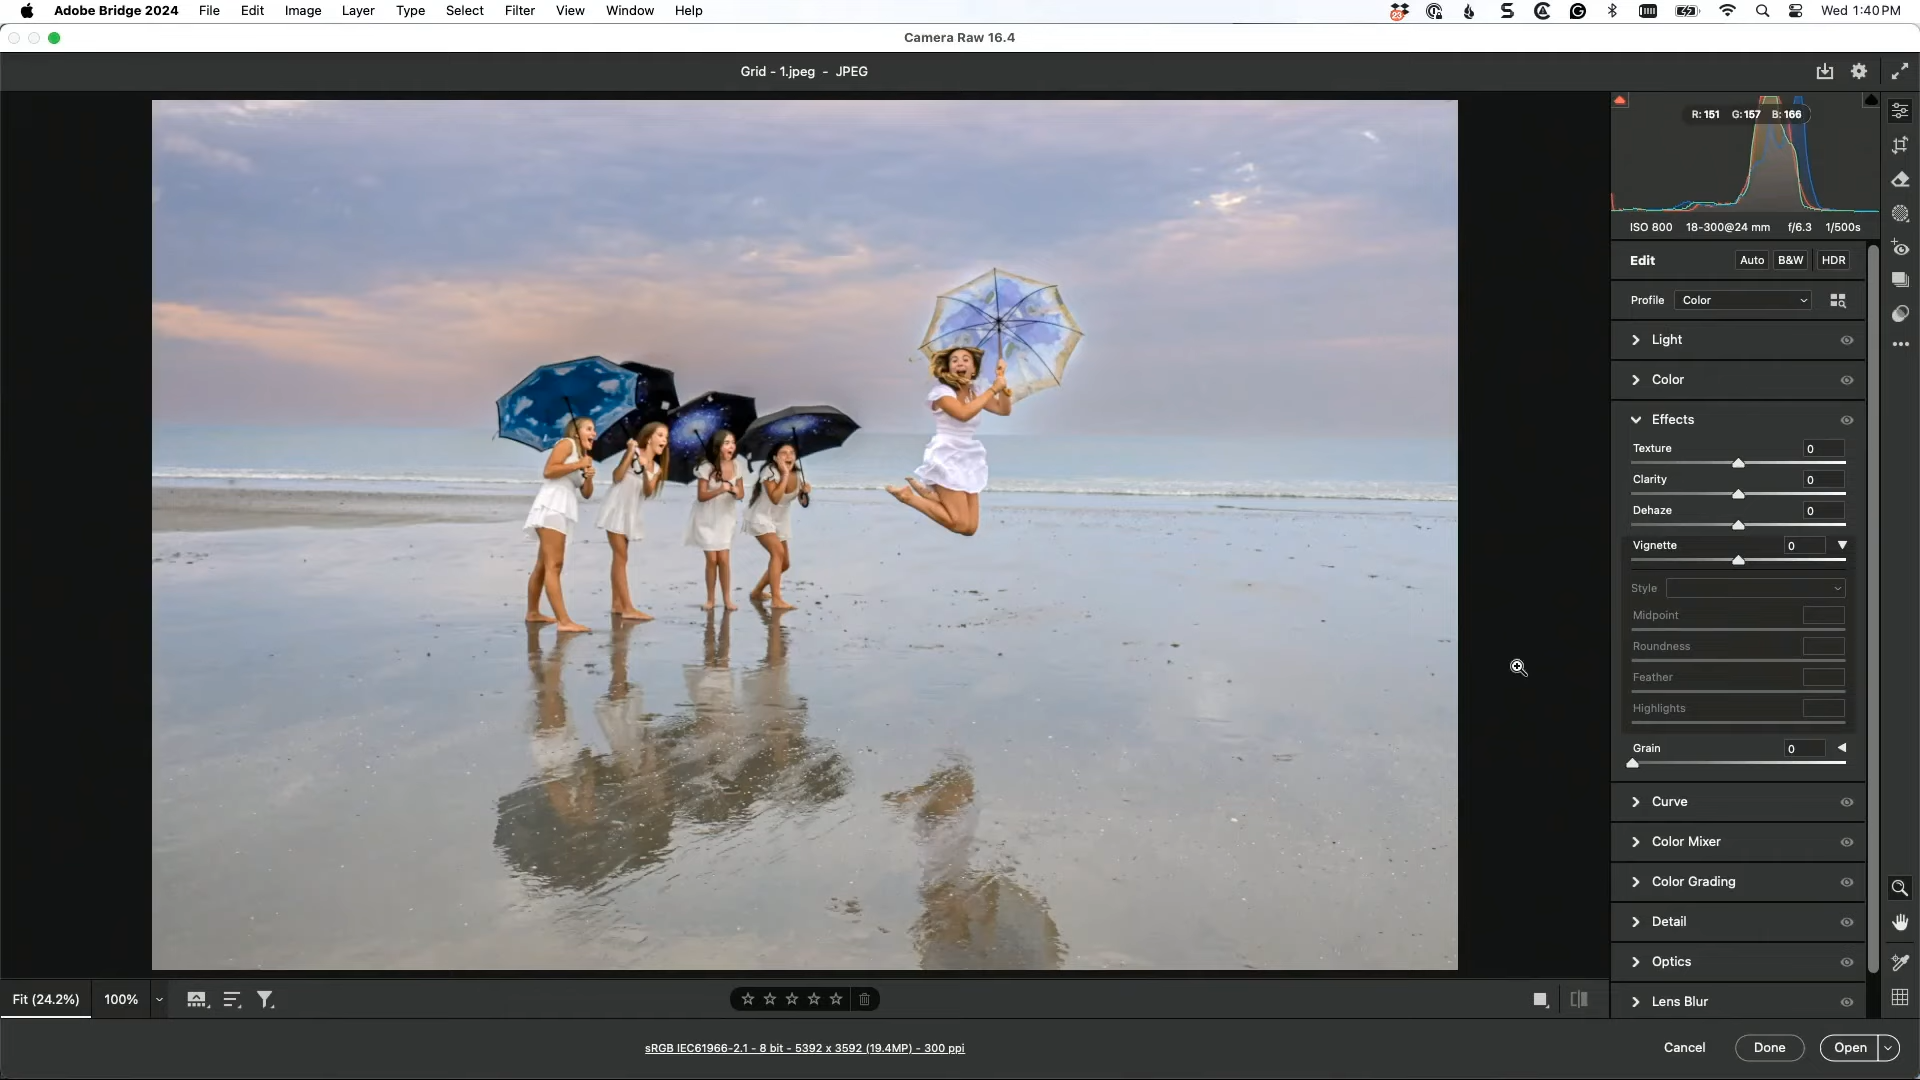 Adobe Bridge 2024 File Edit Image Layer Type Select Filter View Window Help 23 Wed 1:40 PM
Camera Raw 16.4
Grid - 1.jpeg - JPEG
R: 151 G: 157 B: 166
ISO 800 18-300@24 mm f/6.3 1/500s
Edit Auto B&W HDR
Profile Color
Light
Color
Effects
Texture 0
Clarity 0
Dehaze 0
Vignette 0
Style
Midpoint
Roundness
Feather
Highlights
Grain 0
Curve
Color Mixer
Color Grading
Detail
Optics
Lens Blur
Fit (24.2%) 100%
sRGB IEC61966-2.1 - 8 bit - 5392 x 3592 (19.4MP) - 300 ppi
Cancel Done Open